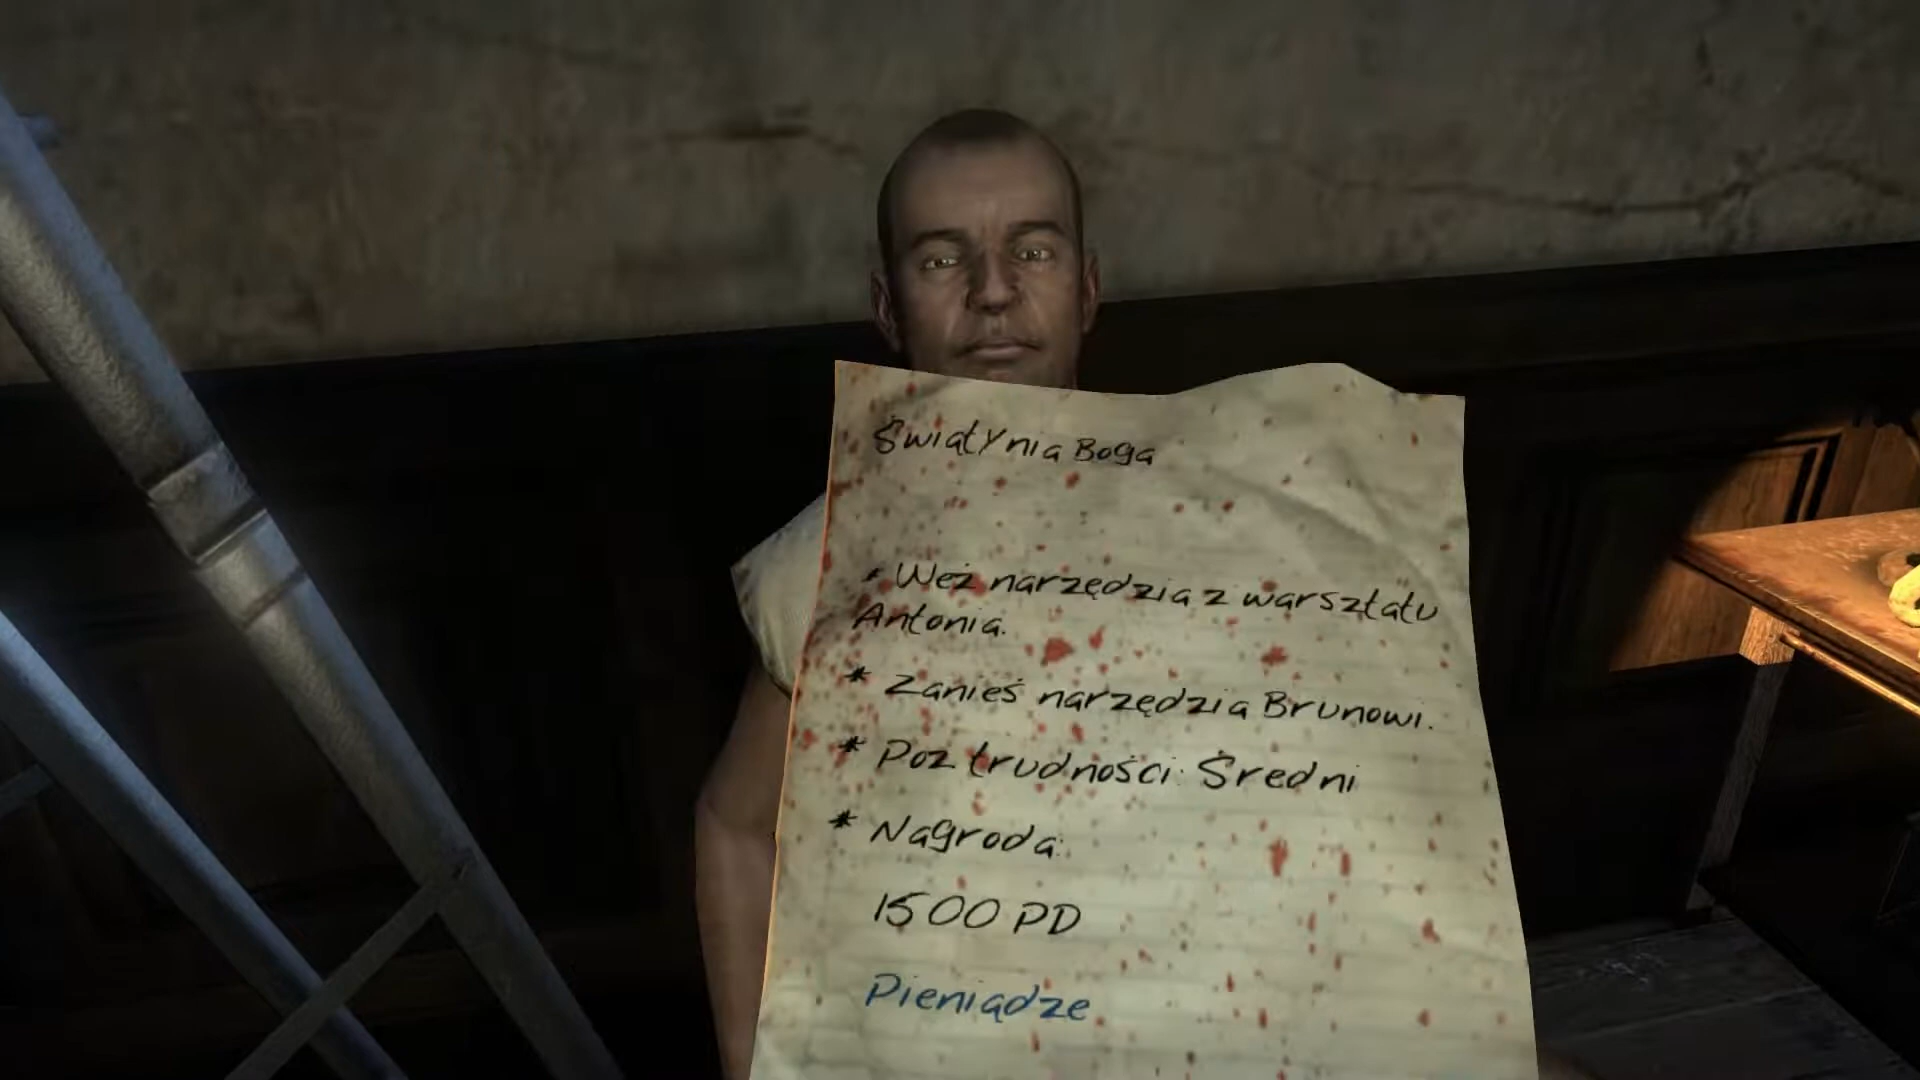 Świątynia Boga
* Weź narzędzia z warsztatu
Antonia.
* Zanieś narzędzia Brunowi.
* Poz trudności: Średni
* Nagroda:
1500 PD
Pieniądze